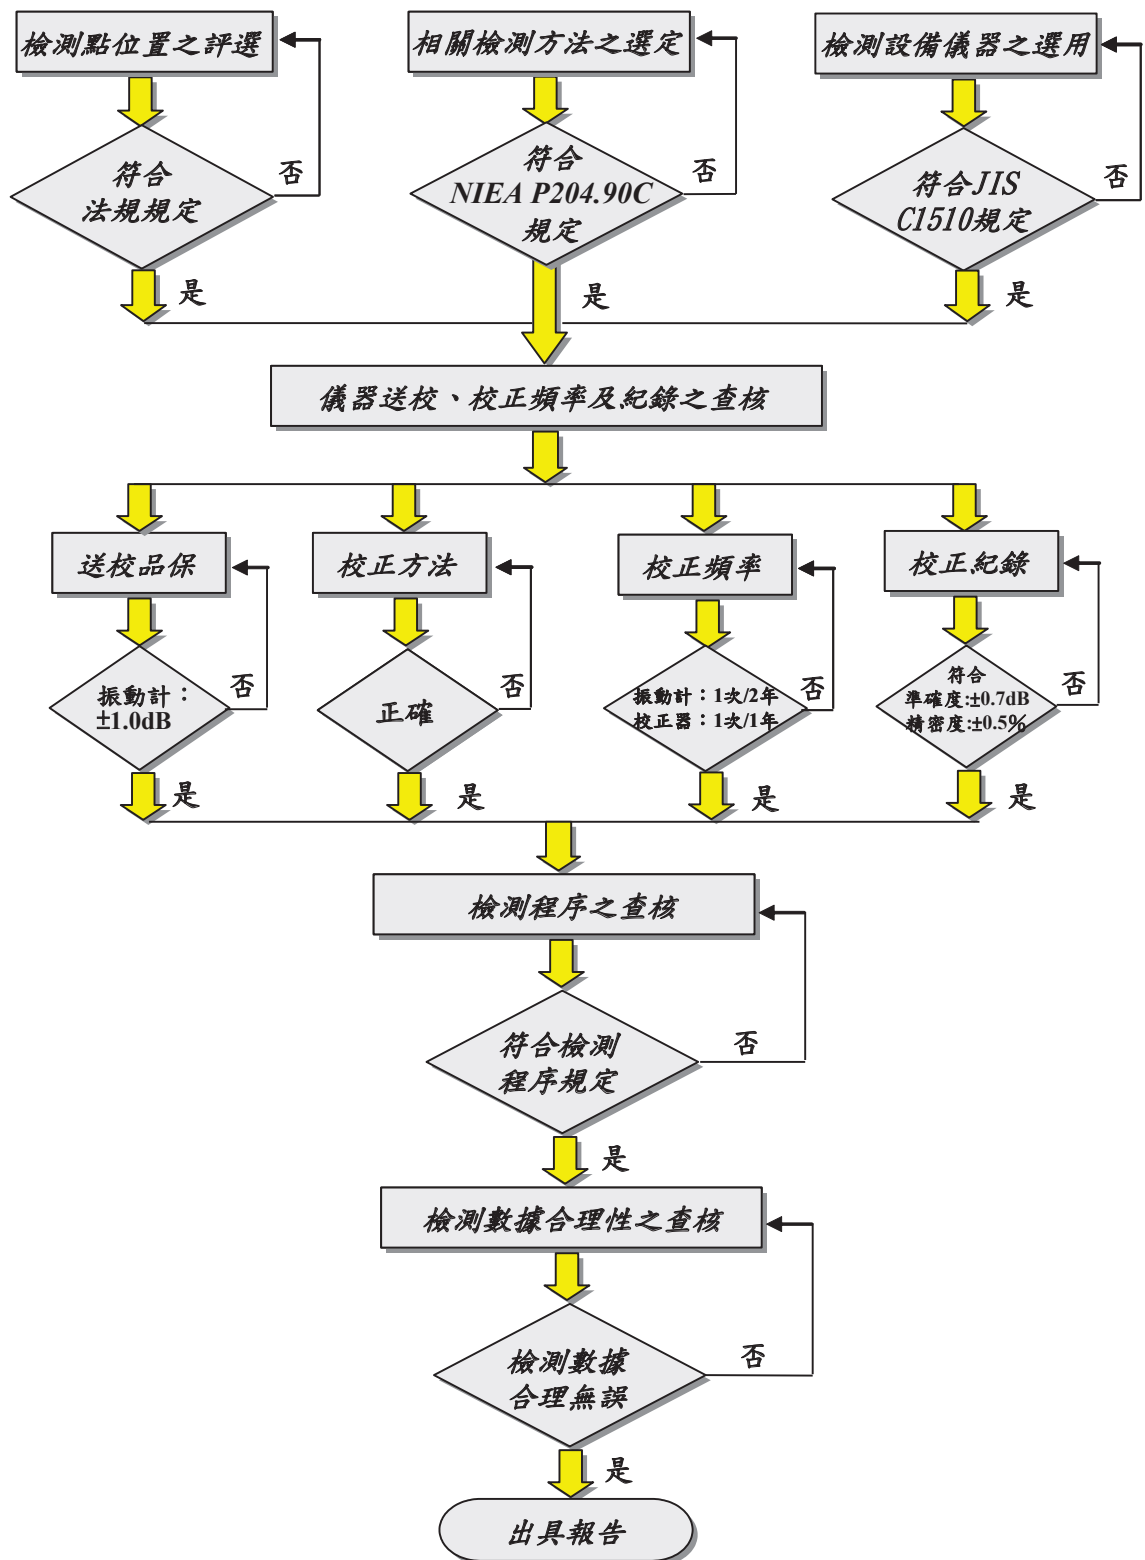 檢測點位置之評選
相關檢測方法之選定
檢測設備儀器之選用
符合
法規規定
否
符合
NIEA P204.90C
規定
否
符合JIS
C1510規定
否
是
是
是
儀器送校、校正頻率及紀錄之查核
送校品保
校正方法
校正頻率
校正紀錄
振動計：
±1.0dB
否
正確
否
振動計：1次/2年
校正器：1次/1年
否
符合
準確度:±0.7dB
精密度:±0.5%
否
是
是
是
是
檢測程序之查核
符合檢測
程序規定
否
是
檢測數據合理性之查核
檢測數據
合理無誤
否
是
出具報告